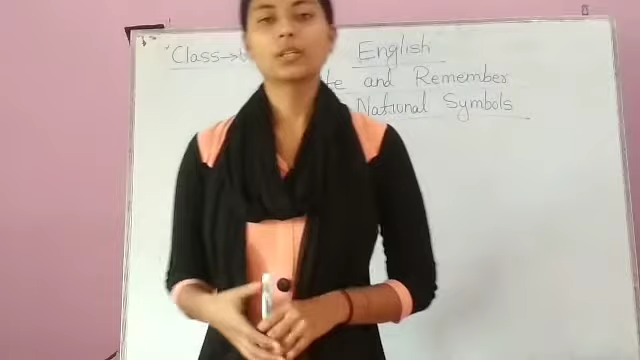 Class→
English
and Remember
National Symbols